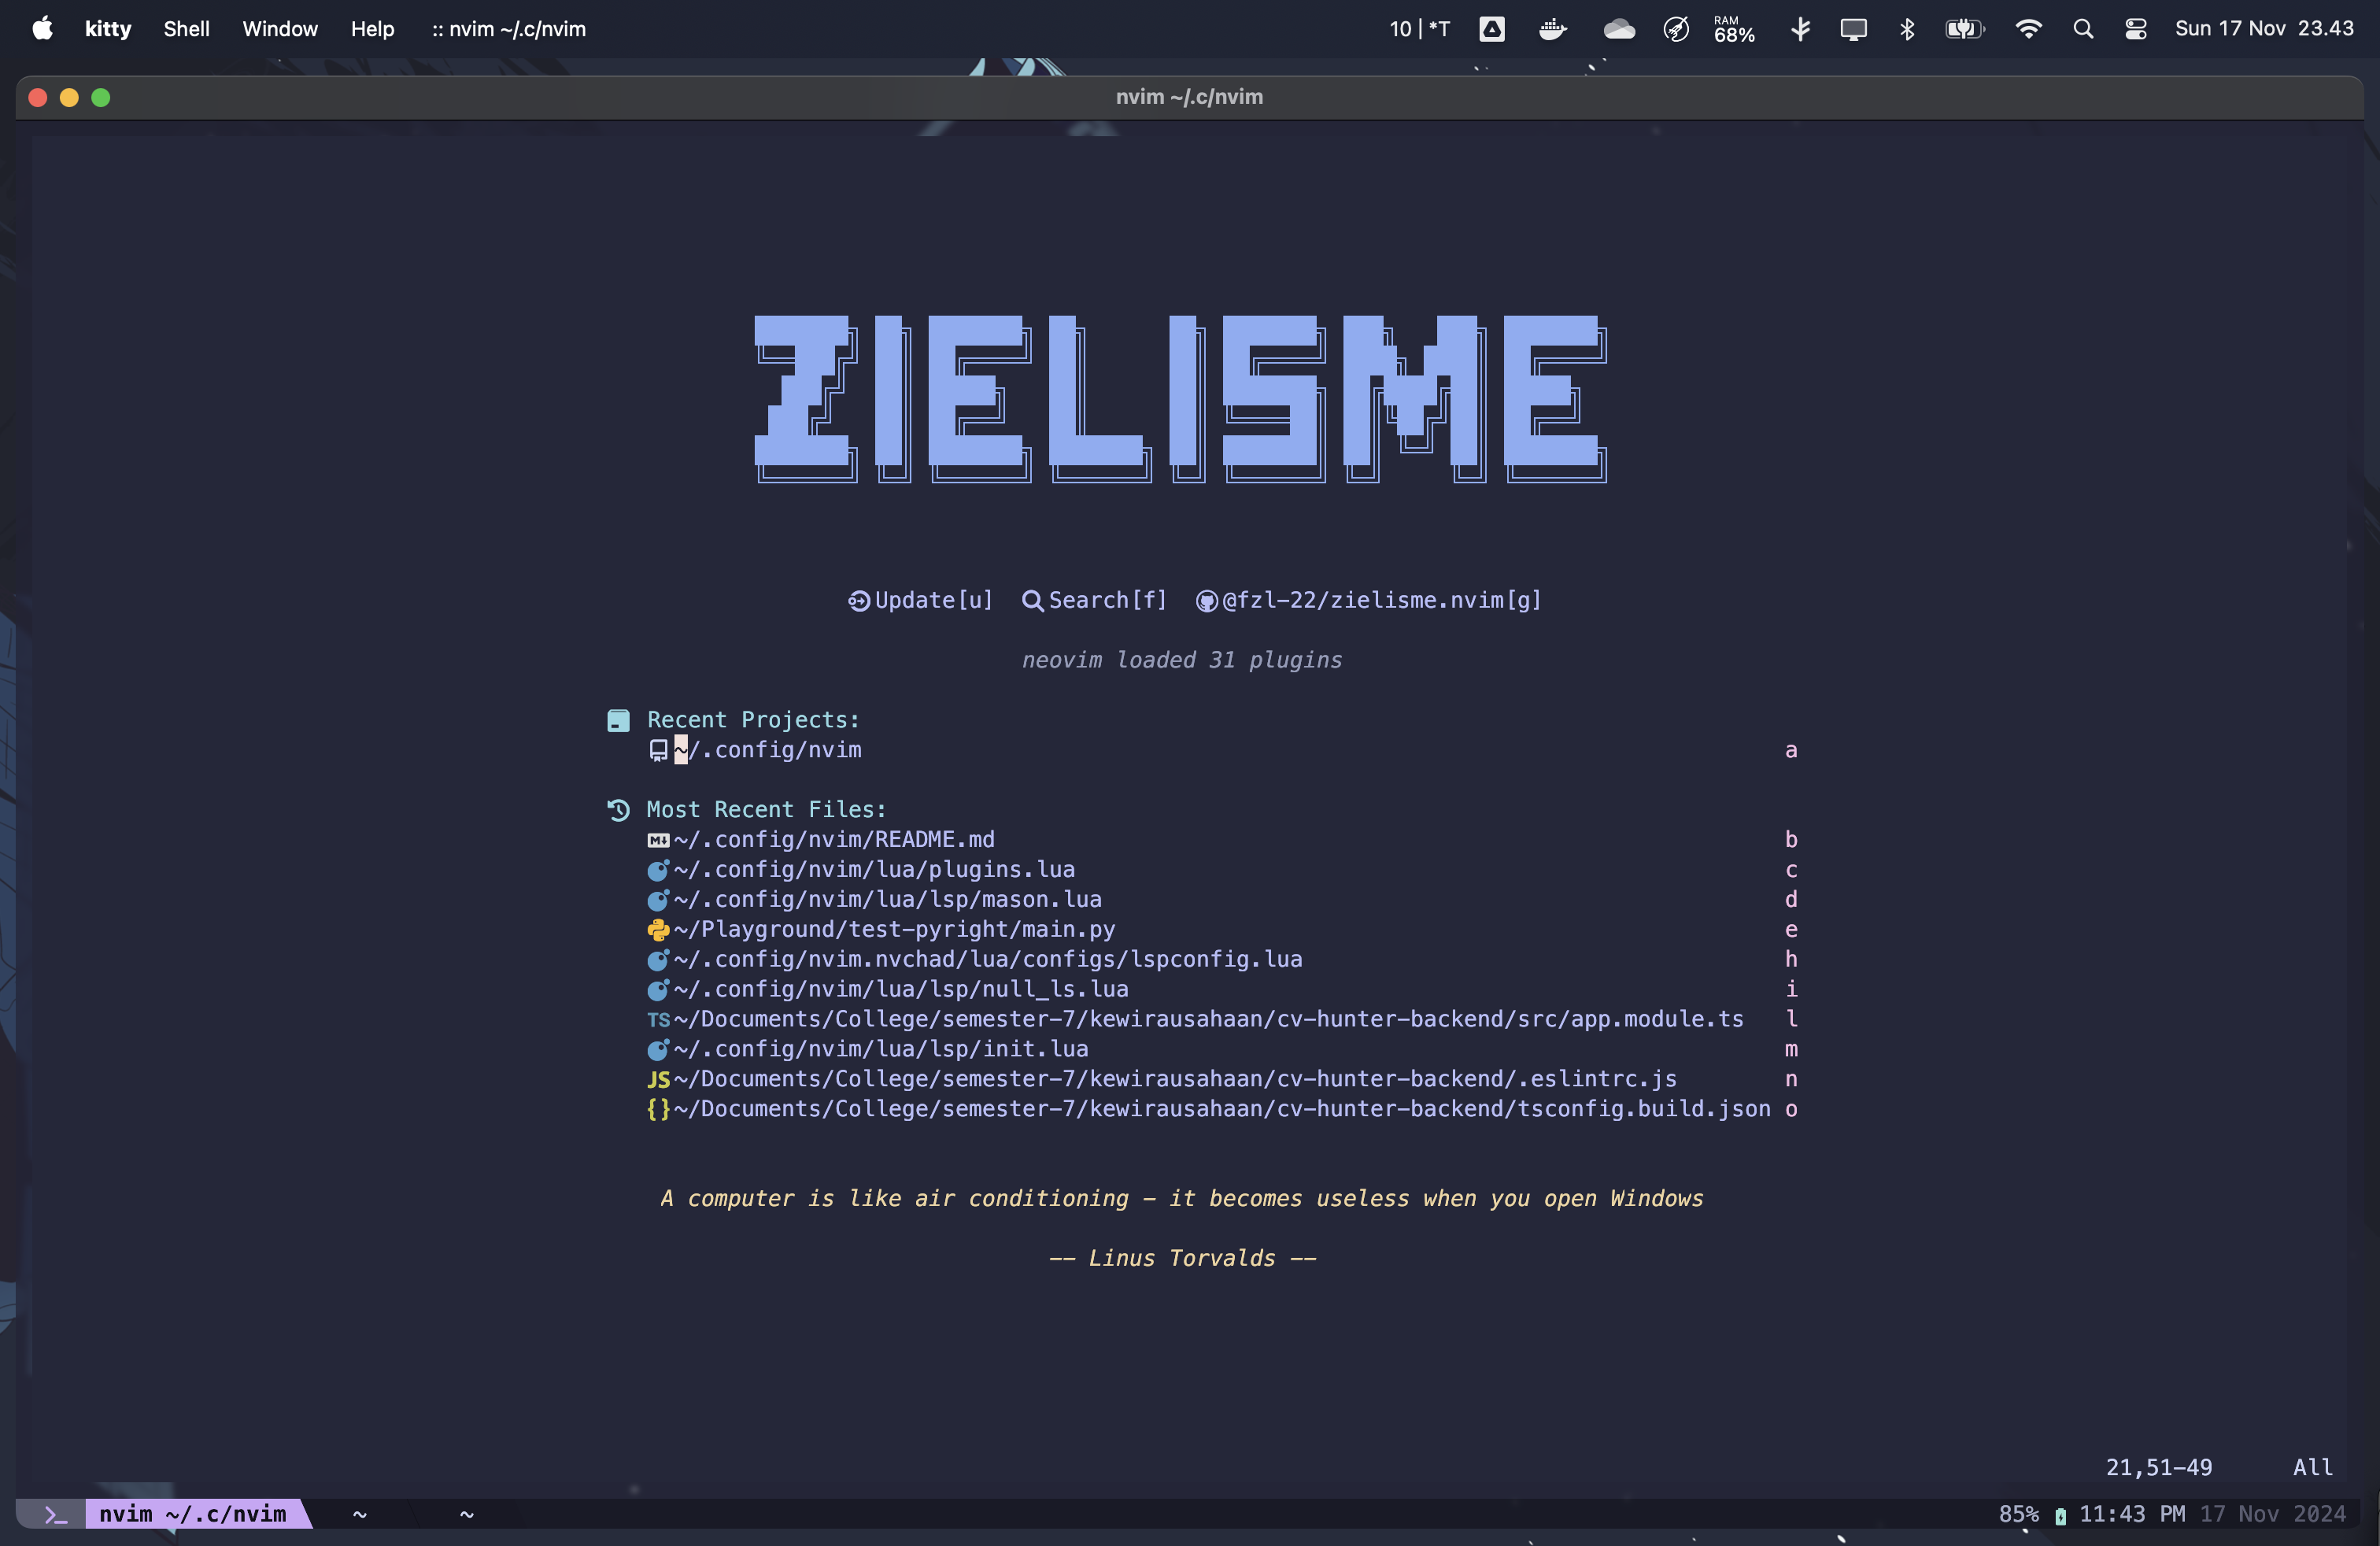 kitty Shell Window Help :: nvim ~/.c/nvim 10 | *T RAM 68% Sun 17 Nov 23.43
nvim ~/.c/nvim
ZIELISME
Update[u] Search[f] @fzl-22/zielisme.nvim[g]
neovim loaded 31 plugins
Recent Projects:
~/.config/nvim a
Most Recent Files:
~/.config/nvim/README.md b
~/.config/nvim/lua/plugins.lua c
~/.config/nvim/lua/lsp/mason.lua d
~/Playground/test-pyright/main.py e
~/.config/nvim.nvchad/lua/configs/lspconfig.lua h
~/.config/nvim/lua/lsp/null_ls.lua i
TS ~/Documents/College/semester-7/kewirausahaan/cv-hunter-backend/src/app.module.ts l
~/.config/nvim/lua/lsp/init.lua m
JS ~/Documents/College/semester-7/kewirausahaan/cv-hunter-backend/.eslintrc.js n
{} ~/Documents/College/semester-7/kewirausahaan/cv-hunter-backend/tsconfig.build.json o
A computer is like air conditioning - it becomes useless when you open Windows
-- Linus Torvalds --
21,51-49 All
nvim ~/.c/nvim ~ ~ 85% 11:43 PM 17 Nov 2024